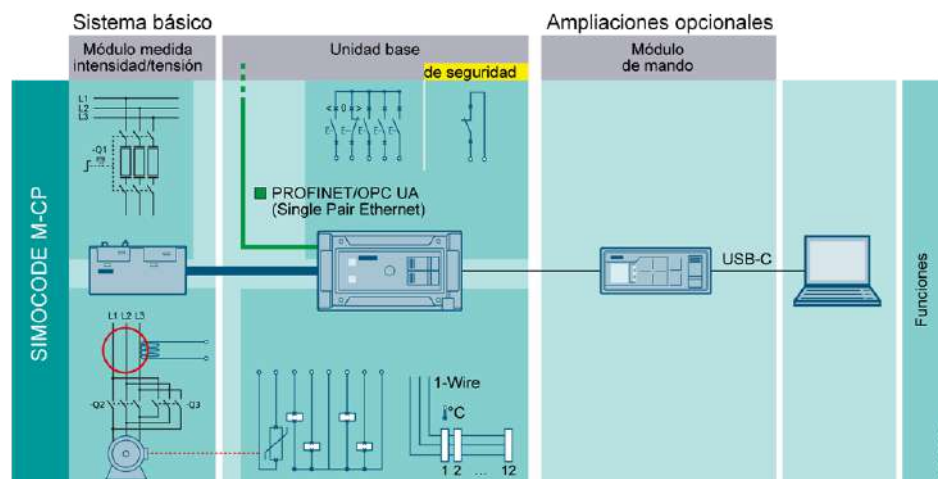 Sistema básico
Ampliaciones opcionales
Módulo medida
intensidad/tensión
Unidad base
de seguridad
Módulo
de mando
SIMOCODE M-CP
L1
L2
L3
-Q1
< 0 >
E
PROFINET/OPC UA
(Single Pair Ethernet)
USB-C
Funciones
L1 L2 L3
-Q2
-Q3
1-Wire
°C
1 2 ... 12